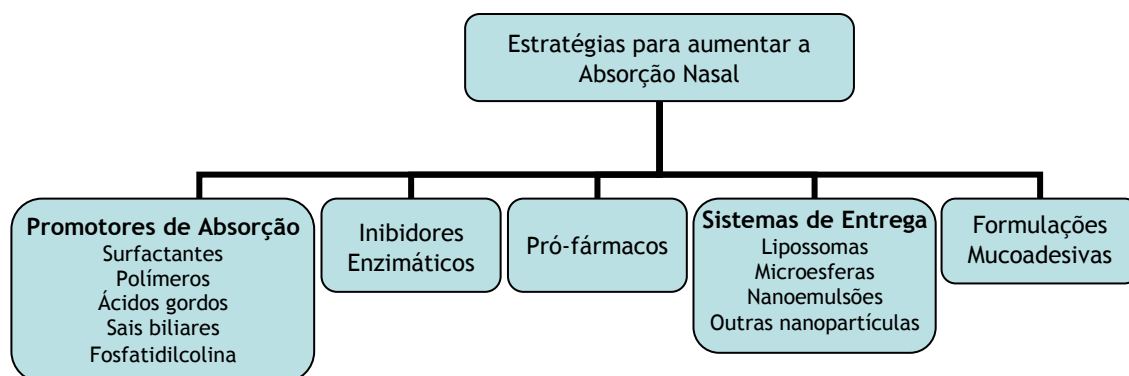 Estratégias para aumentar a
Absorção Nasal
Promotores de Absorção
Surfactantes
Polímeros
Ácidos gordos
Sais biliares
Fosfatidilcolina
Inibidores
Enzimáticos
Pró-fármacos
Sistemas de Entrega
Lipossomas
Microesferas
Nanoemulsões
Outras nanopartículas
Formulações
Mucoadesivas